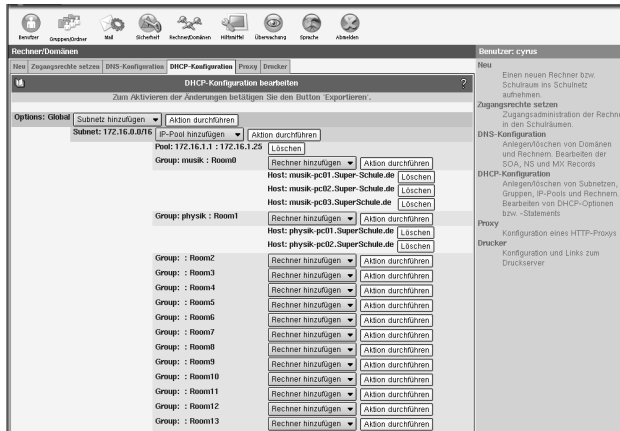 Benutzer Gruppen/Ordner Mail Sicherheit Rechner/Domänen Hilfsmittel Überwachung Sprache Abmelden
Rechner/Domänen
Neu Zugangsrechte setzen DNS-Konfiguration DHCP-Konfiguration Proxy Drucker
DHCP-Konfiguration bearbeiten ?
Zum Aktivieren der Änderungen betätigen Sie den Button 'Exportieren'.
Options: Global Subnetz hinzufügen Aktion durchführen
Subnet: 172.16.0.0/16 IP-Pool hinzufügen Aktion durchführen
Pool: 172.16.1.1 : 172.16.1.25 Löschen
Group: musik : Room0 Rechner hinzufügen Aktion durchführen
Host: musik-pc01.Super-Schule.de Löschen
Host: musik-pc02.Super-Schule.de Löschen
Host: musik-pc03.SuperSchule.de Löschen
Group: physik : Room1 Rechner hinzufügen Aktion durchführen
Host: physik-pc01.SuperSchule.de Löschen
Host: physik-pc02.SuperSchule.de Löschen
Group: : Room2 Rechner hinzufügen Aktion durchführen
Group: : Room3 Rechner hinzufügen Aktion durchführen
Group: : Room4 Rechner hinzufügen Aktion durchführen
Group: : Room5 Rechner hinzufügen Aktion durchführen
Group: : Room6 Rechner hinzufügen Aktion durchführen
Group: : Room7 Rechner hinzufügen Aktion durchführen
Group: : Room8 Rechner hinzufügen Aktion durchführen
Group: : Room9 Rechner hinzufügen Aktion durchführen
Group: : Room10 Rechner hinzufügen Aktion durchführen
Group: : Room11 Rechner hinzufügen Aktion durchführen
Group: : Room12 Rechner hinzufügen Aktion durchführen
Group: : Room13 Rechner hinzufügen Aktion durchführen
Benutzer: cyrus
Neu
Einen neuen Rechner bzw.
Schulraum ins Schulnetz
aufnehmen.
Zugangsrechte setzen
Zugangsadministration der Rechne
in den Schulräumen.
DNS-Konfiguration
Anlegen/löschen von Domänen
und Rechnern. Bearbeiten der
SOA, NS und MX Records
DHCP-Konfiguration
Anlegen/löschen von Subnetzen,
Gruppen, IP-Pools und Rechnern,
Bearbeiten von DHCP-Optionen
bzw. -Statements
Proxy
Konfiguration eines HTTP-Proxys
Drucker
Konfiguration und Links zum
Druckserver